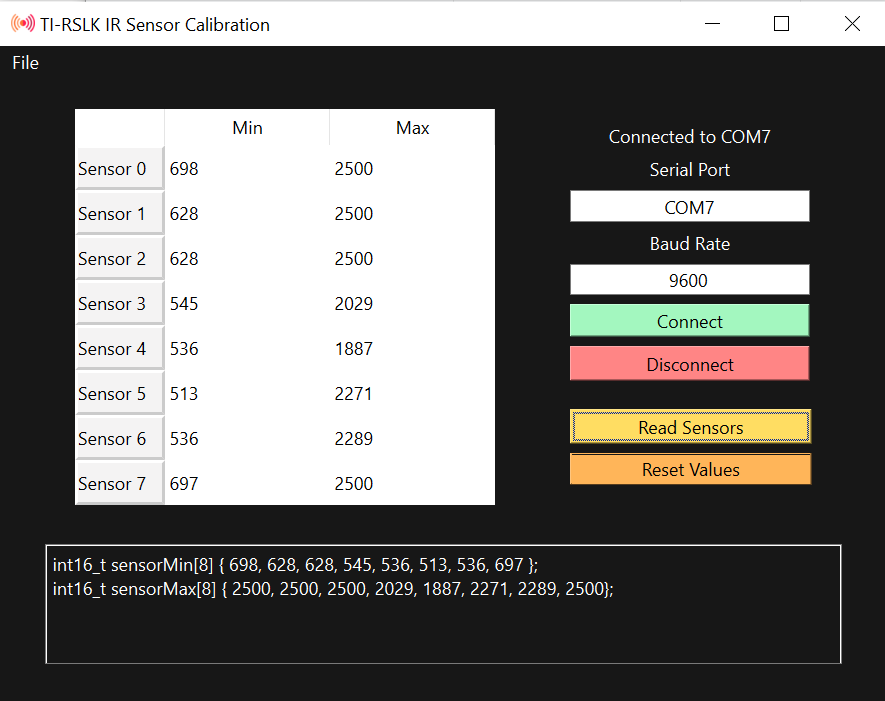 TI-RSLK IR Sensor Calibration
File
Min Max
Sensor 0 698 2500
Sensor 1 628 2500
Sensor 2 628 2500
Sensor 3 545 2029
Sensor 4 536 1887
Sensor 5 513 2271
Sensor 6 536 2289
Sensor 7 697 2500
Connected to COM7
Serial Port
COM7
Baud Rate
9600
Connect
Disconnect
Read Sensors
Reset Values
int16_t sensorMin[8] { 698, 628, 628, 545, 536, 513, 536, 697 };
int16_t sensorMax[8] { 2500, 2500, 2500, 2029, 1887, 2271, 2289, 2500};